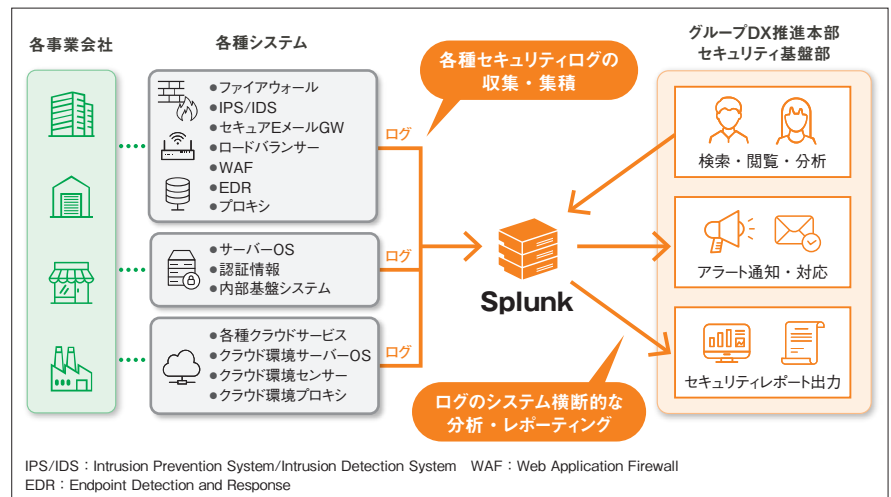 各事業会社
各種システム
●ファイアウォール
●IPS/IDS
●セキュアEメールGW
●ロードバランサー
●WAF
●EDR
●プロキシ
ログ
●サーバーOS
●認証情報
●内部基盤システム
ログ
●各種クラウドサービス
●クラウド環境サーバーOS
●クラウド環境センサー
●クラウド環境プロキシ
ログ
各種セキュリティログの
収集・集積
Splunk
ログのシステム横断的な
分析・レポーティング
グループDX推進本部
セキュリティ基盤部
検索・閲覧・分析
アラート通知・対応
セキュリティレポート出力
IPS/IDS：Intrusion Prevention System/Intrusion Detection System　WAF：Web Application Firewall
EDR：Endpoint Detection and Response